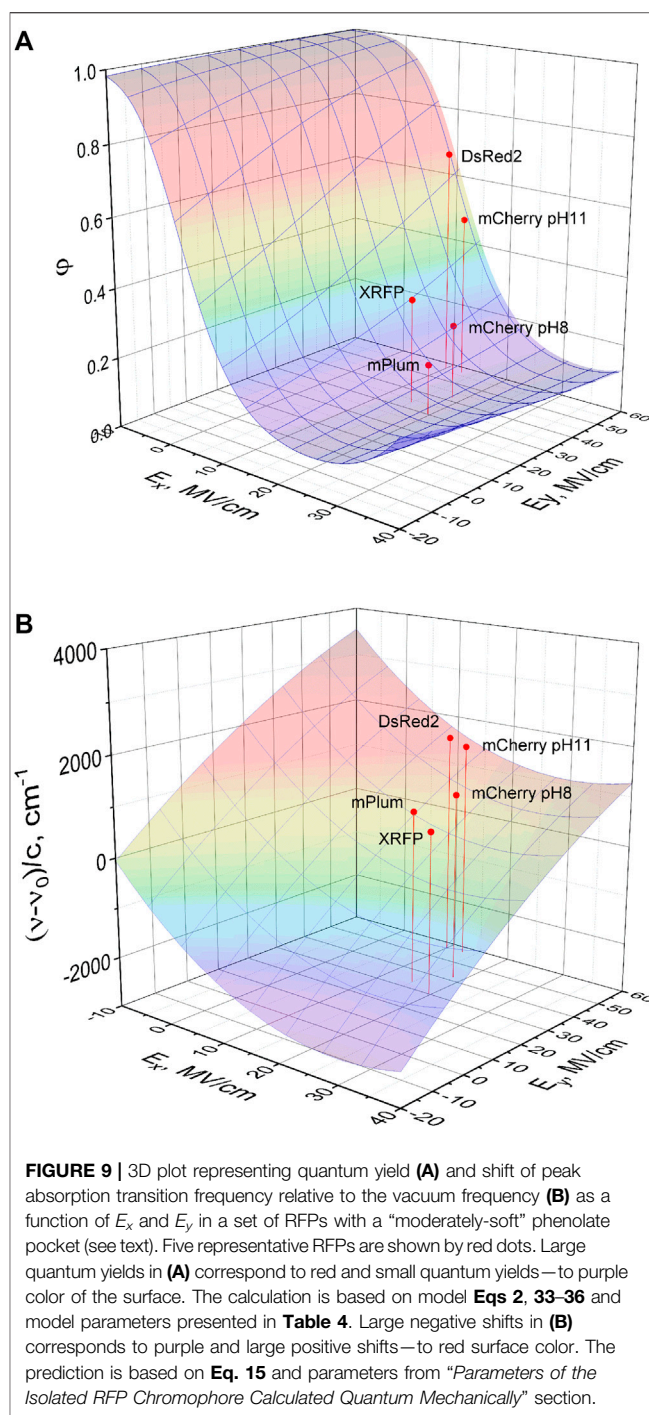 A
1.0
0.8
0.6
0.4
0.2
0.0
φ
DsRed2
mCherry pH11
XRFP
mCherry pH8
mPlum
0
10
20
30
40
Ex, MV/cm
-20
-10
0
10
20
30
40
50
60
Ey, MV/cm
B
4000
2000
0
-2000
(ν-ν0)/c, cm-1
DsRed2
mCherry pH11
mPlum
mCherry pH8
XRFP
-10
0
10
20
30
40
Ex, MV/cm
-20
-10
0
10
20
30
40
50
60
Ey, MV/cm
FIGURE 9 | 3D plot representing quantum yield (A) and shift of peak
absorption transition frequency relative to the vacuum frequency (B) as a
function of Ex and Ey in a set of RFPs with a “moderately-soft” phenolate
pocket (see text). Five representative RFPs are shown by red dots. Large
quantum yields in (A) correspond to red and small quantum yields—to purple
color of the surface. The calculation is based on model Eqs 2, 33–36 and
model parameters presented in Table 4. Large negative shifts in (B)
corresponds to purple and large positive shifts—to red surface color. The
prediction is based on Eq. 15 and parameters from “Parameters of the
Isolated RFP Chromophore Calculated Quantum Mechanically” section.